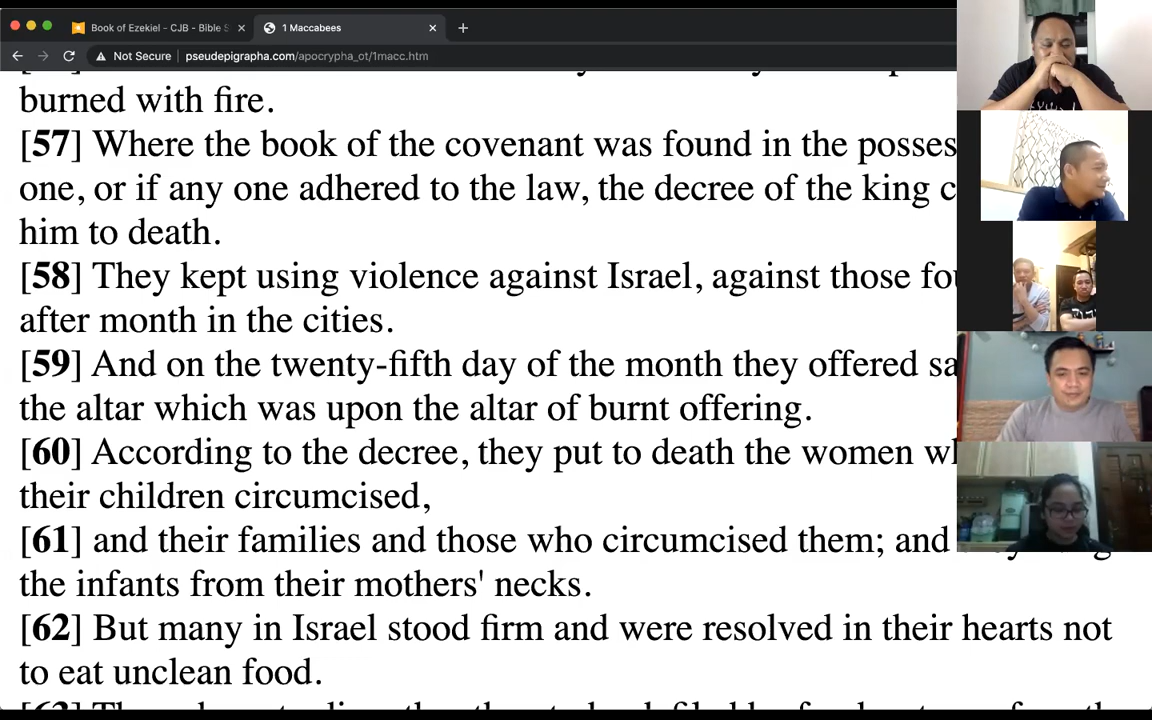 Book of Ezekiel - CJB - Bible
1 Maccabees
Not Secure pseudepigrapha.com/apocrypha_ot/1macc.htm
burned with fire.
[57] Where the book of the covenant was found in the
one, or if any one adhered to the law, the decree of the king
him to death.
[58] They kept using violence against Israel, against those
after month in the cities.
[59] And on the twenty-fifth day of the month they offered
the altar which was upon the altar of burnt offering.
[60] According to the decree, they put to death the women
their children circumcised,
[61] and their families and those who circumcised them; and
the infants from their mothers' necks.
[62] But many in Israel stood firm and were resolved in their hearts not
to eat unclean food.